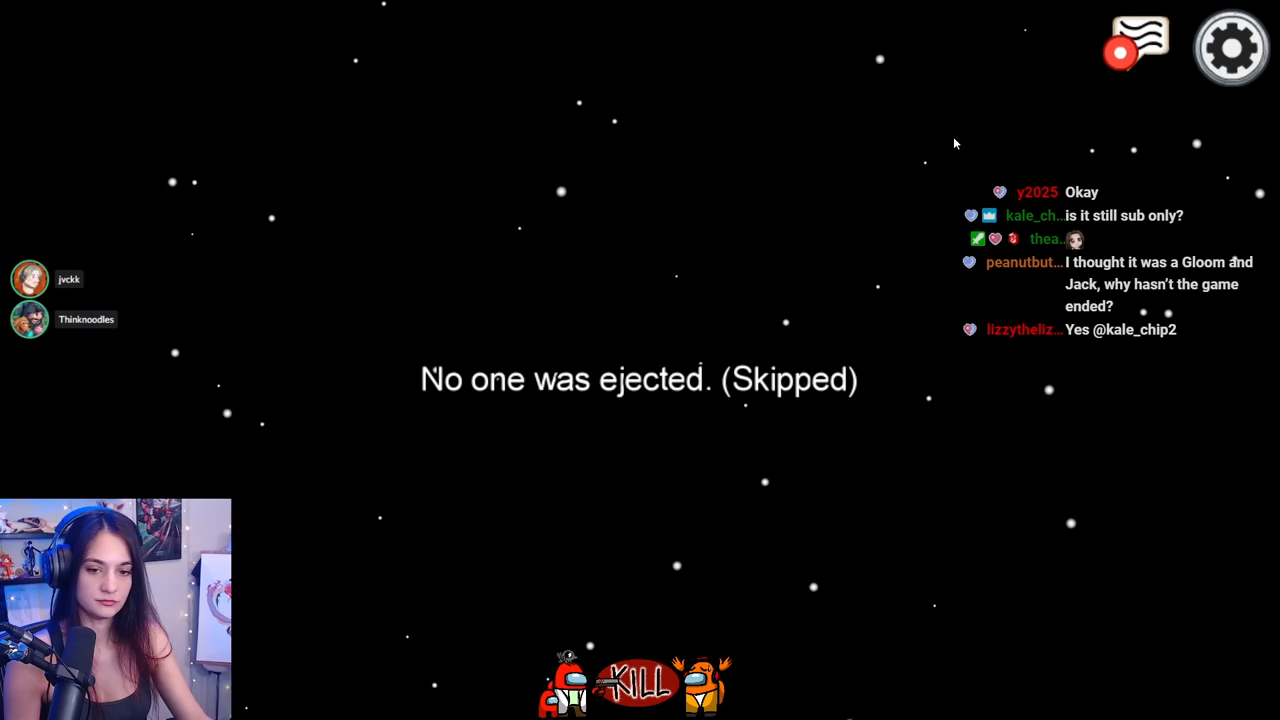 y2025 Okay
kale_ch... is it still sub only?
thea...
peanutbut... I thought it was a Gloom and
Jack, why hasn't the game
ended?
lizzytheliz... Yes @kale_chip2
jvckk
Thinknoodles
No one was ejected. (Skipped)
KILL